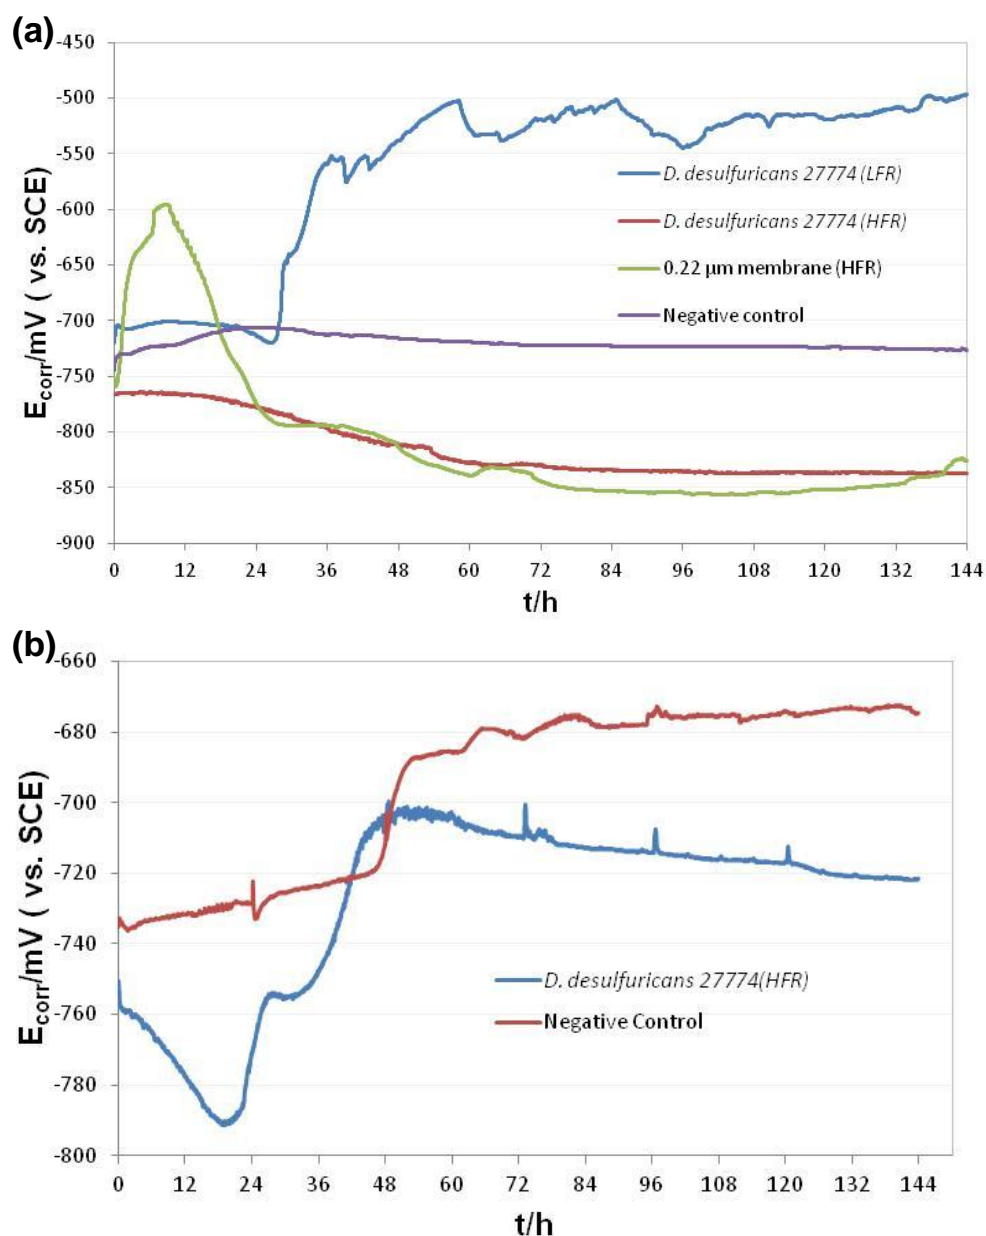 (a)
-450
-500
-550
-600
-650
-700
-750
-800
-850
-900
E_corr/mV ( vs. SCE)
D. desulfuricans 27774 (LFR)
D. desulfuricans 27774 (HFR)
0.22 µm membrane (HFR)
Negative control
0 12 24 36 48 60 72 84 96 108 120 132 144
t/h
(b)
-660
-680
-700
-720
-740
-760
-780
-800
E_corr/mV ( vs. SCE)
D. desulfuricans 27774(HFR)
Negative Control
0 12 24 36 48 60 72 84 96 108 120 132 144
t/h